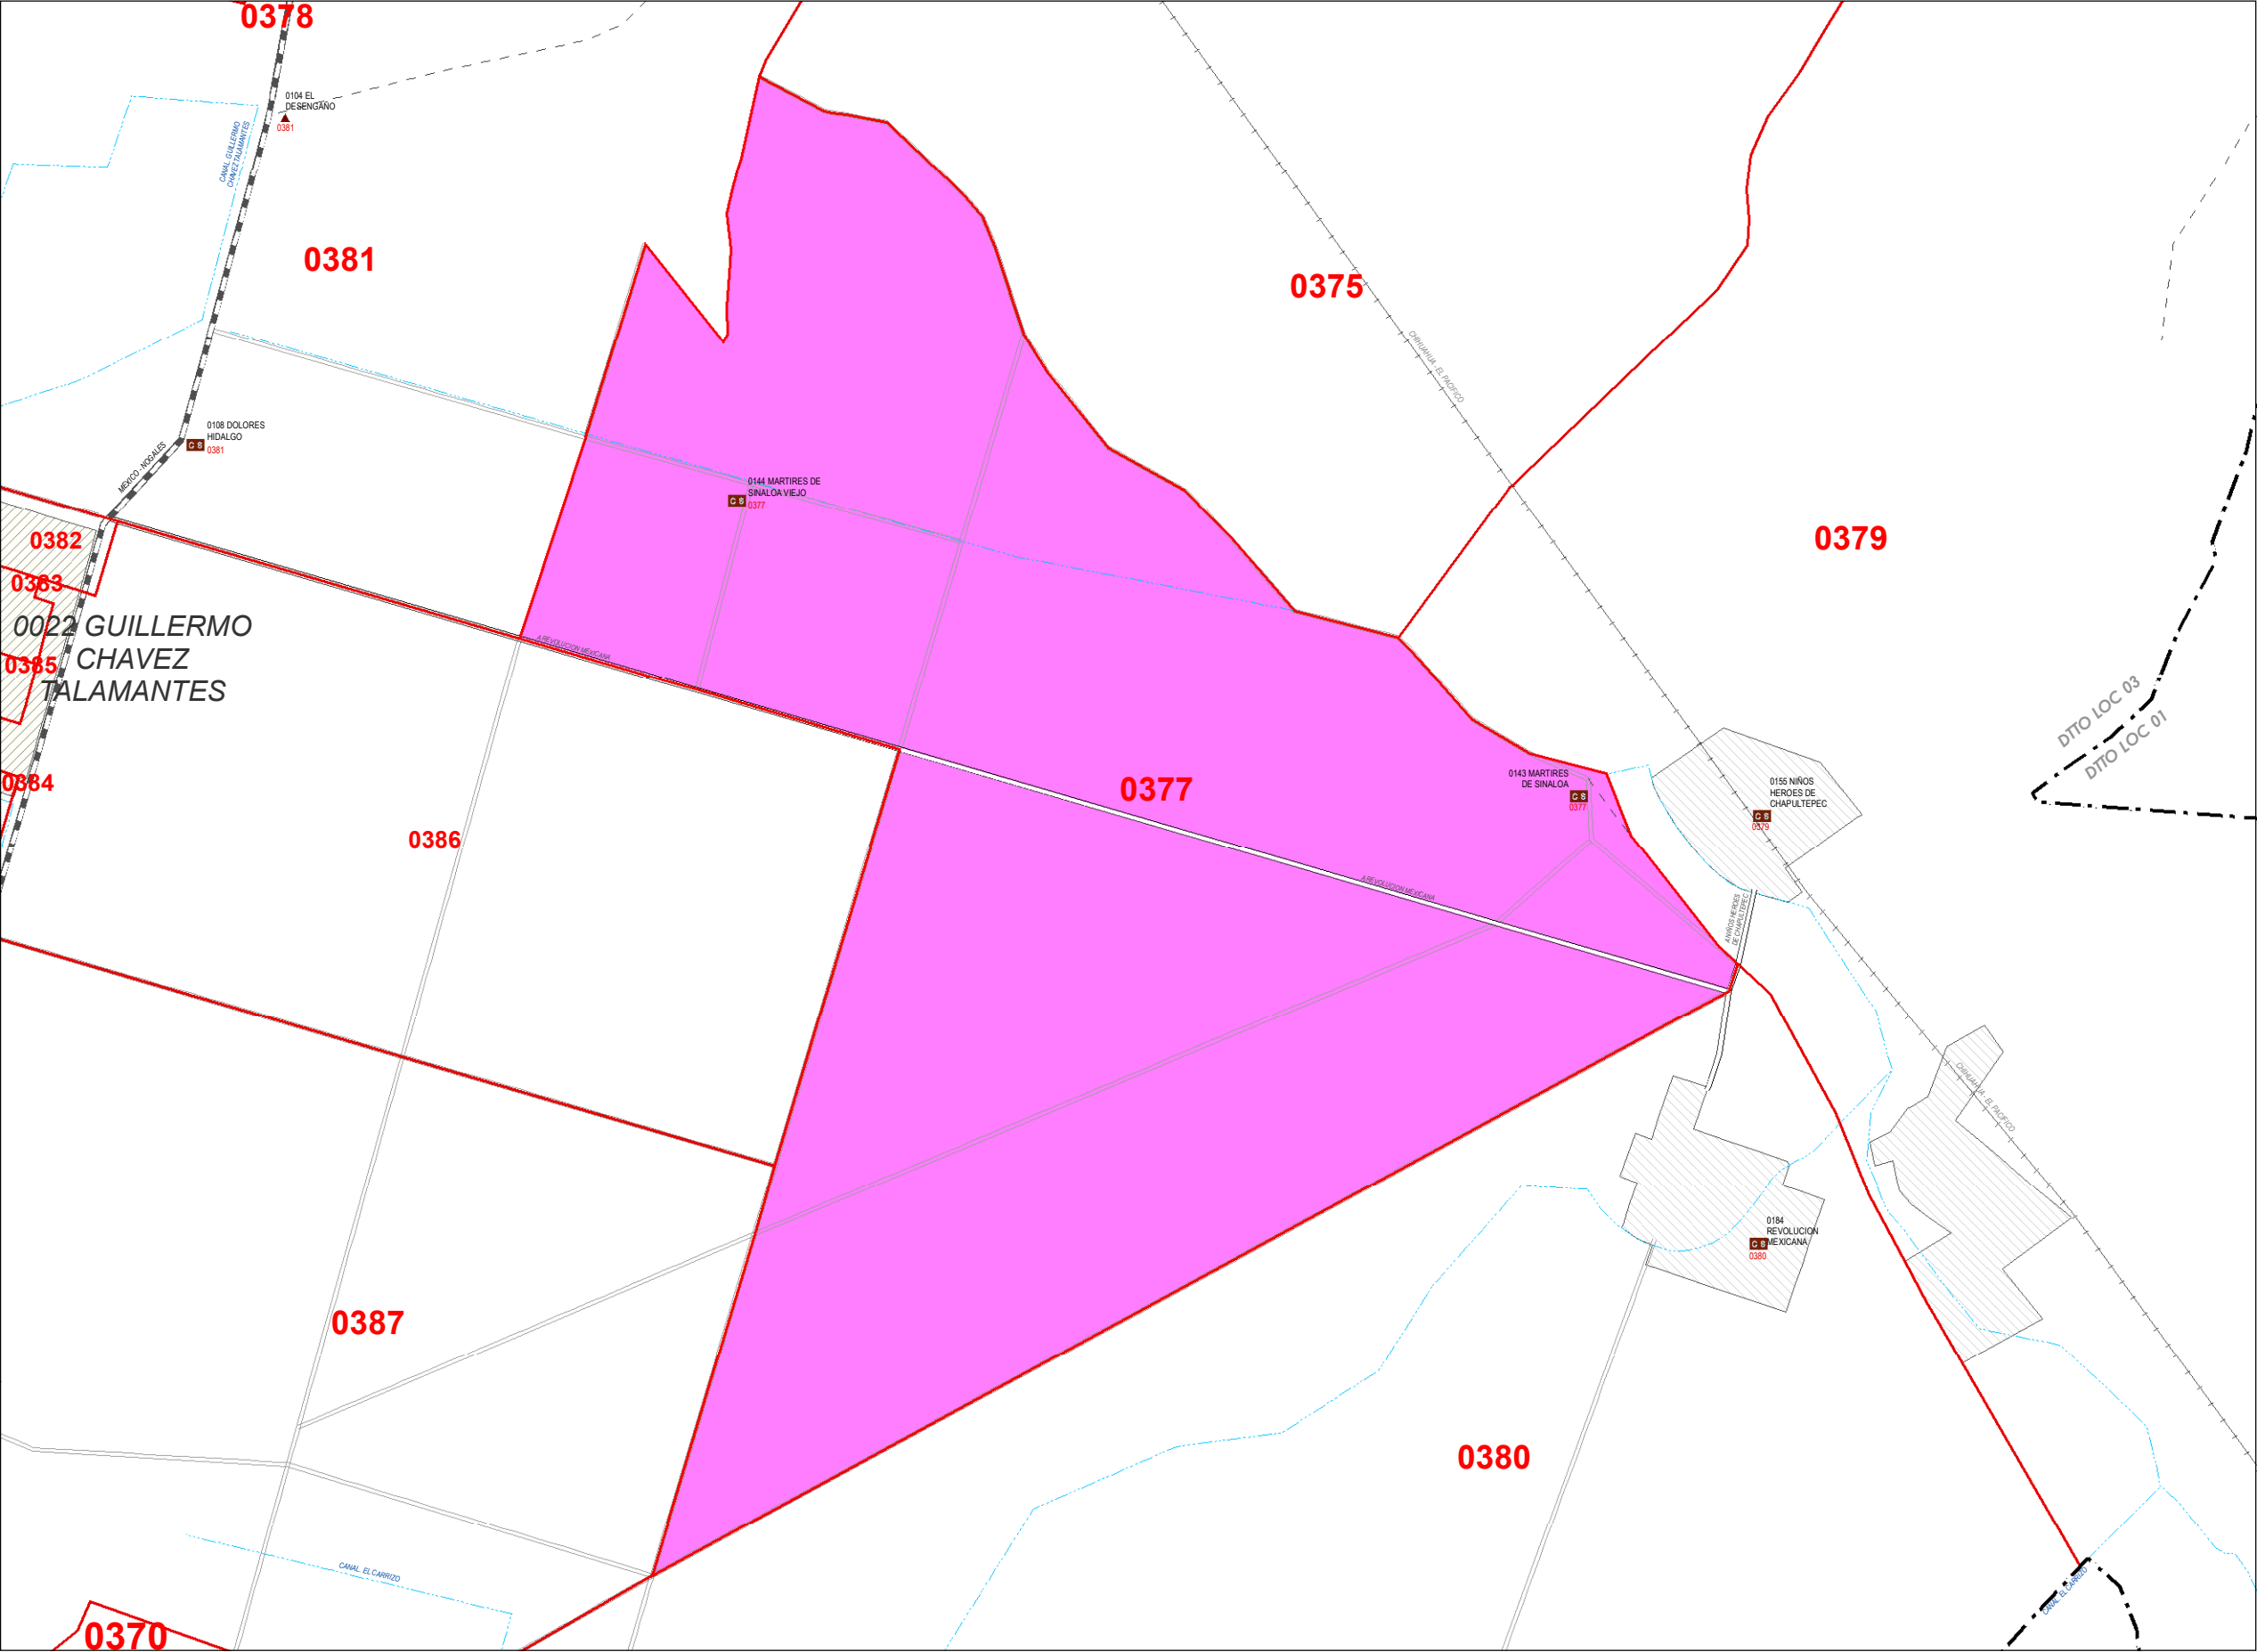 0378
0104 EL
DESENGAÑO
0381
CANAL GUILLERMO
CHAVEZ TALAMANTES
0381
0375
CHIHUAHUA - EL PACIFICO
0108 DOLORES
HIDALGO
C S
0381
MEXICO - NOGALES
0144 MARTIRES DE
SINALOA VIEJO
C S
0377
0382
0379
0383
0022 GUILLERMO
CHAVEZ
TALAMANTES
0385
A REVOLUCION MEXICANA
DTTO LOC 03
DTTO LOC 01
0384
0377
0143 MARTIRES
DE SINALOA
C S
0377
0155 NIÑOS
HEROES DE
CHAPULTEPEC
C S
0379
0386
A REVOLUCION MEXICANA
A NIÑOS HEROES
DE CHAPULTEPEC
CHIHUAHUA - EL PACIFICO
0184
REVOLUCION
MEXICANA
C S
0380
0387
0380
CANAL EL CARRIZO
CANAL EL CARRIZO
0370